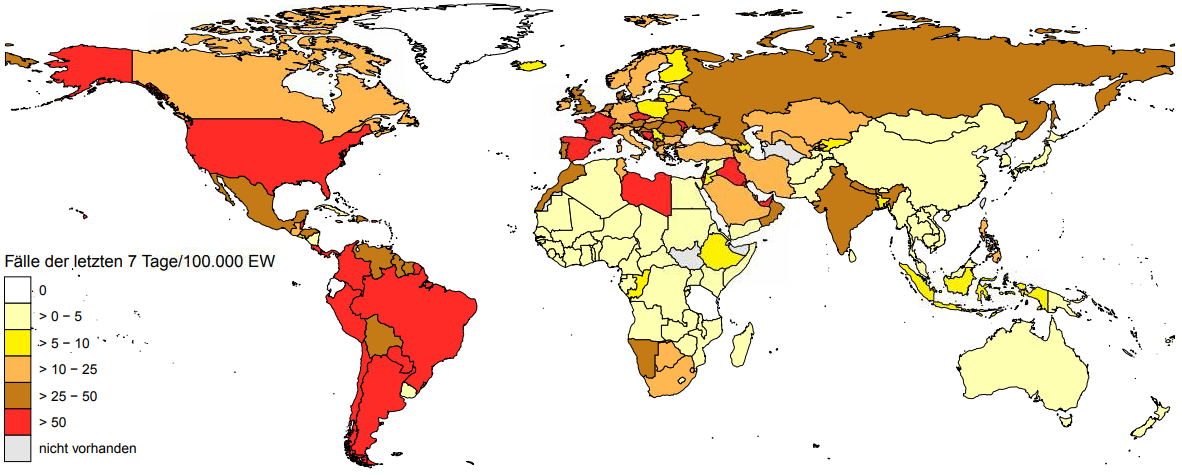 Fälle der letzten 7 Tage/100.000 EW
0
> 0 − 5
> 5 − 10
> 10 − 25
> 25 − 50
> 50
nicht vorhanden